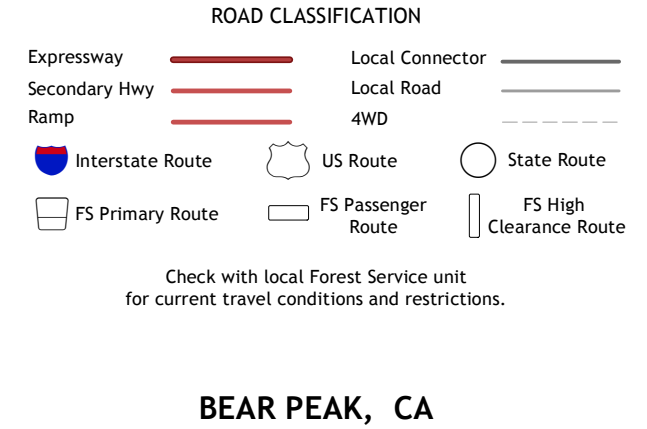 ROAD CLASSIFICATION
Expressway
Local Connector
Secondary Hwy
Local Road
Ramp
4WD
Interstate Route
US Route
State Route
FS Primary Route
FS Passenger
Route
FS High
Clearance Route
Check with local Forest Service unit
for current travel conditions and restrictions.
BEAR PEAK, CA